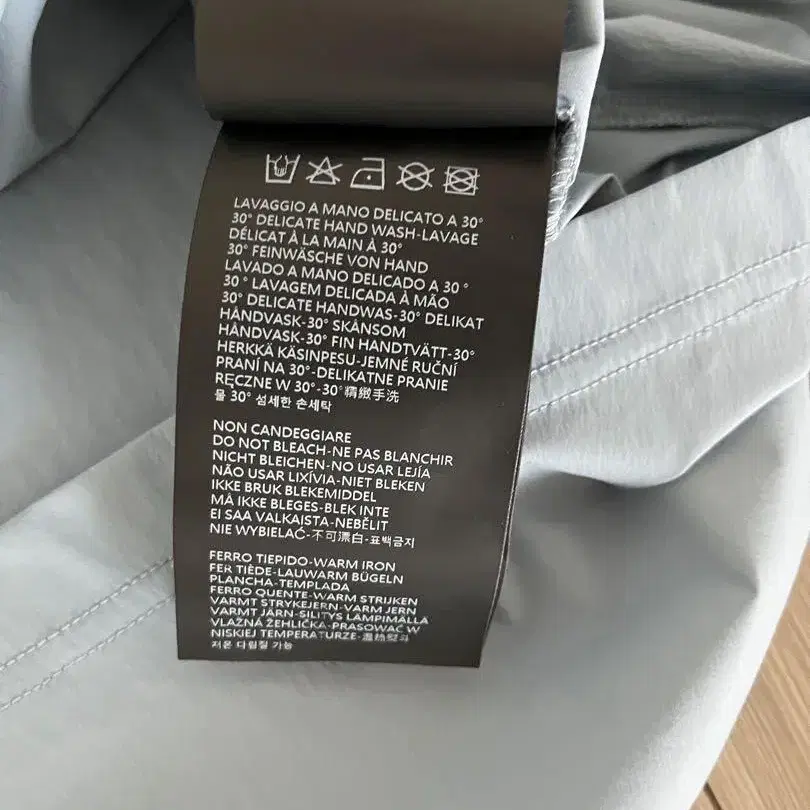 LAVAGGIO A MANO DELICATO A 30°
30° DELICATE HAND WASH-LAVAGE
DÉLICAT À LA MAIN À 30°
30° FEINWÄSCHE VON HAND
LAVADO A MANO DELICADO A 30 °
30 ° LAVAGEM DELICADA À MÃO
30° DELICATE HANDWAS-30° DELIKAT
HÅNDVASK-30° SKÅNSOM
HÅNDVASK-30° FIN HANDTVÄTT-30°
HERKKÄ KÄSINPESU-JEMNÉ RUČNÍ
PRANÍ NA 30°-DELIKATNE PRANIE
RĘCZNE W 30°-30°精緻手洗
물 30° 섬세한 손세탁
NON CANDEGGIARE
DO NOT BLEACH-NE PAS BLANCHIR
NICHT BLEICHEN-NO USAR LEJÍA
NÃO USAR LIXÍVIA-NIET BLEKEN
IKKE BRUK BLEKEMIDDEL
MÅ IKKE BLEGES-BLEK INTE
EI SAA VALKAISTA-NEBĚLIT
NIE WYBIELAĆ-不可漂白-표백금지
FERRO TIEPIDO-WARM IRON
FER TIÈDE-LAUWARM BÜGELN
PLANCHA-TEMPLADA
FERRO QUENTE-WARM STRIJKEN
VARMT STRYKEJERN-VARM JERN
VARMT JÄRN-SILITYS LÄMPIMÄLLÄ
VLAŽNÁ ŽEHLIČKA-PRASOWAĆ W
NISKIEJ TEMPERATURZE-温熱熨斗
저온 다림질 가능